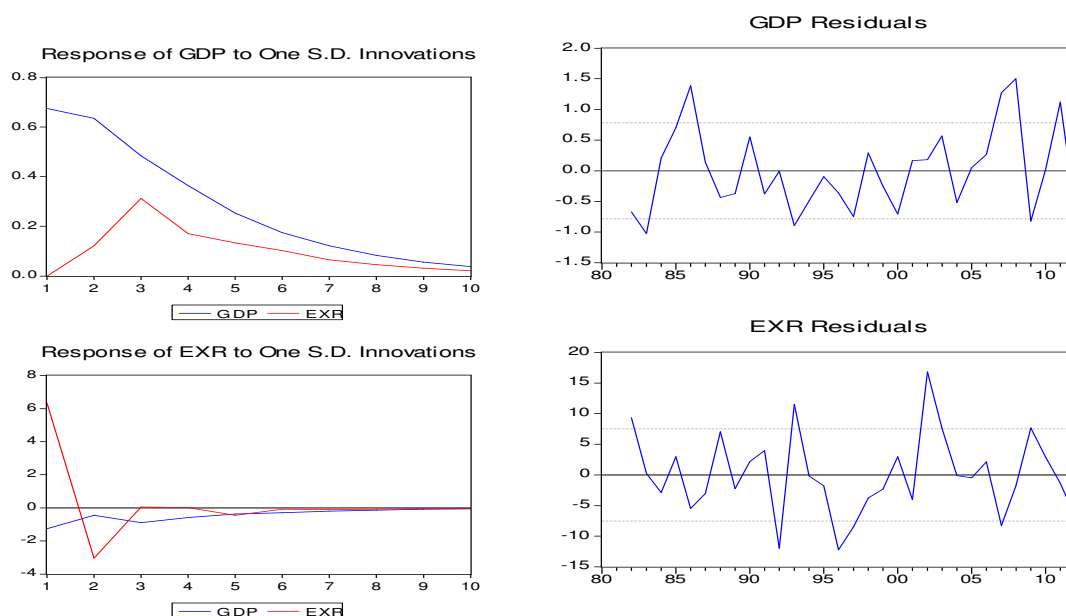 Response of GDP to One S.D. Innovations
0.8
0.6
0.4
0.2
0.0
1 2 3 4 5 6 7 8 9 10
GDP EXR
Response of EXR to One S.D. Innovations
8
6
4
2
0
-2
-4
1 2 3 4 5 6 7 8 9 10
GDP EXR
GDP Residuals
2.0
1.5
1.0
0.5
0.0
-0.5
-1.0
-1.5
80 85 90 95 00 05 10
EXR Residuals
20
15
10
5
0
-5
-10
-15
80 85 90 95 00 05 10